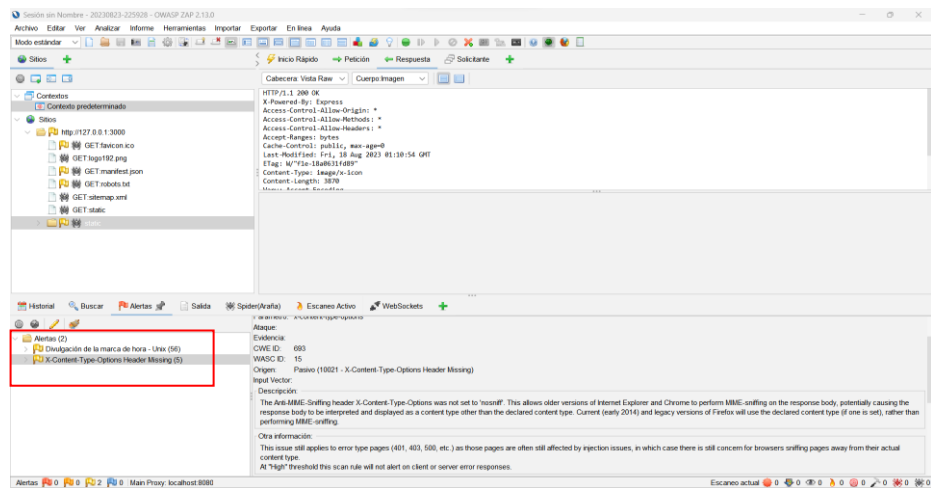 Sesión sin Nombre - 20230823-225928 - OWASP ZAP 2.13.0
Archivo Editar Ver Analizar Informe Herramientas Importar Exportar En línea Ayuda
Modo estándar
Sitios
Inicio Rápido Petición Respuesta Solicitante
Cabecera: Vista Raw Cuerpo:Imagen
Contextos
Contexto predeterminado
Sitios
http://127.0.0.1:3000
GET:favicon.ico
GET:logo192.png
GET:manifest.json
GET:robots.txt
GET:sitemap.xml
GET:static
static
HTTP/1.1 200 OK
X-Powered-By: Express
Access-Control-Allow-Origin: *
Access-Control-Allow-Methods: *
Access-Control-Allow-Headers: *
Accept-Ranges: bytes
Cache-Control: public, max-age=0
Last-Modified: Fri, 18 Aug 2023 01:10:54 GMT
ETag: W/"f1e-18a0631fd89"
Content-Type: image/x-icon
Content-Length: 3870
Vary: Accept-Encoding
Historial Buscar Alertas Salida Spider(Araña) Escaneo Activo WebSockets
Alertas (2)
Divulgación de la marca de hora - Unix (56)
X-Content-Type-Options Header Missing (5)
Parámetro: x-content-type-options
Ataque:
Evidencia:
CWE ID: 693
WASC ID: 15
Origen: Pasivo (10021 - X-Content-Type-Options Header Missing)
Input Vector:
Descripción:
The Anti-MIME-Sniffing header X-Content-Type-Options was not set to 'nosniff'. This allows older versions of Internet Explorer and Chrome to perform MIME-sniffing on the response body, potentially causing the
response body to be interpreted and displayed as a content type other than the declared content type. Current (early 2014) and legacy versions of Firefox will use the declared content type (if one is set), rather than
performing MIME-sniffing.
Otra información:
This issue still applies to error type pages (401, 403, 500, etc.) as those pages are often still affected by injection issues, in which case there is still concern for browsers sniffing pages away from their actual
content type.
At "High" threshold this scan rule will not alert on client or server error responses.
Alertas 0 0 2 0 Main Proxy: localhost:8080 Escaneo actual 0 0 0 0 0 0 0 0